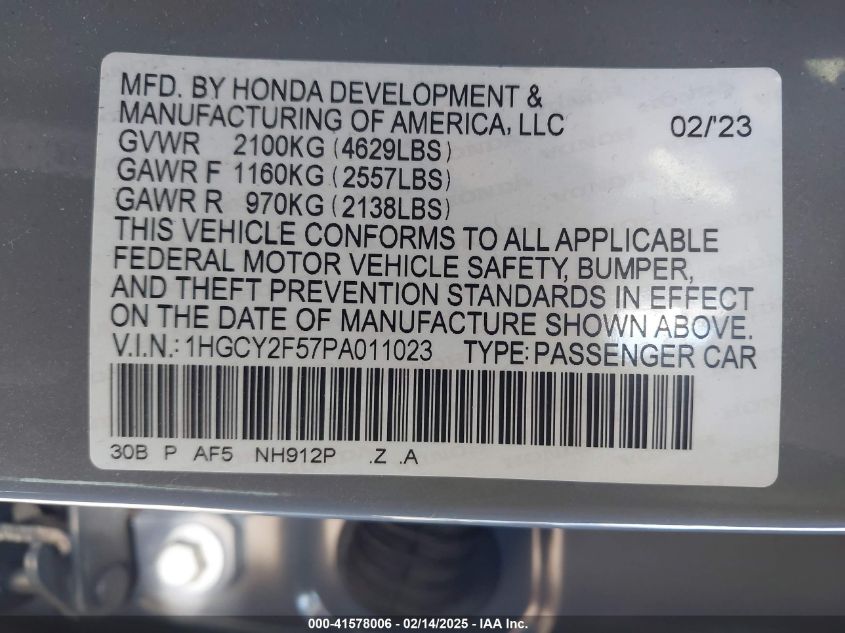 MFD. BY HONDA DEVELOPMENT &
MANUFACTURING OF AMERICA, LLC 02/'23
GVWR 2100KG (4629LBS)
GAWR F 1160KG (2557LBS)
GAWR R 970KG (2138LBS)
THIS VEHICLE CONFORMS TO ALL APPLICABLE
FEDERAL MOTOR VEHICLE SAFETY, BUMPER,
AND THEFT PREVENTION STANDARDS IN EFFECT
ON THE DATE OF MANUFACTURE SHOWN ABOVE.
V.I.N.: 1HGCY2F57PA011023 TYPE: PASSENGER CAR
30B P AF5 NH912P .Z .A
000-41578006 - 02/14/2025 - IAA Inc.